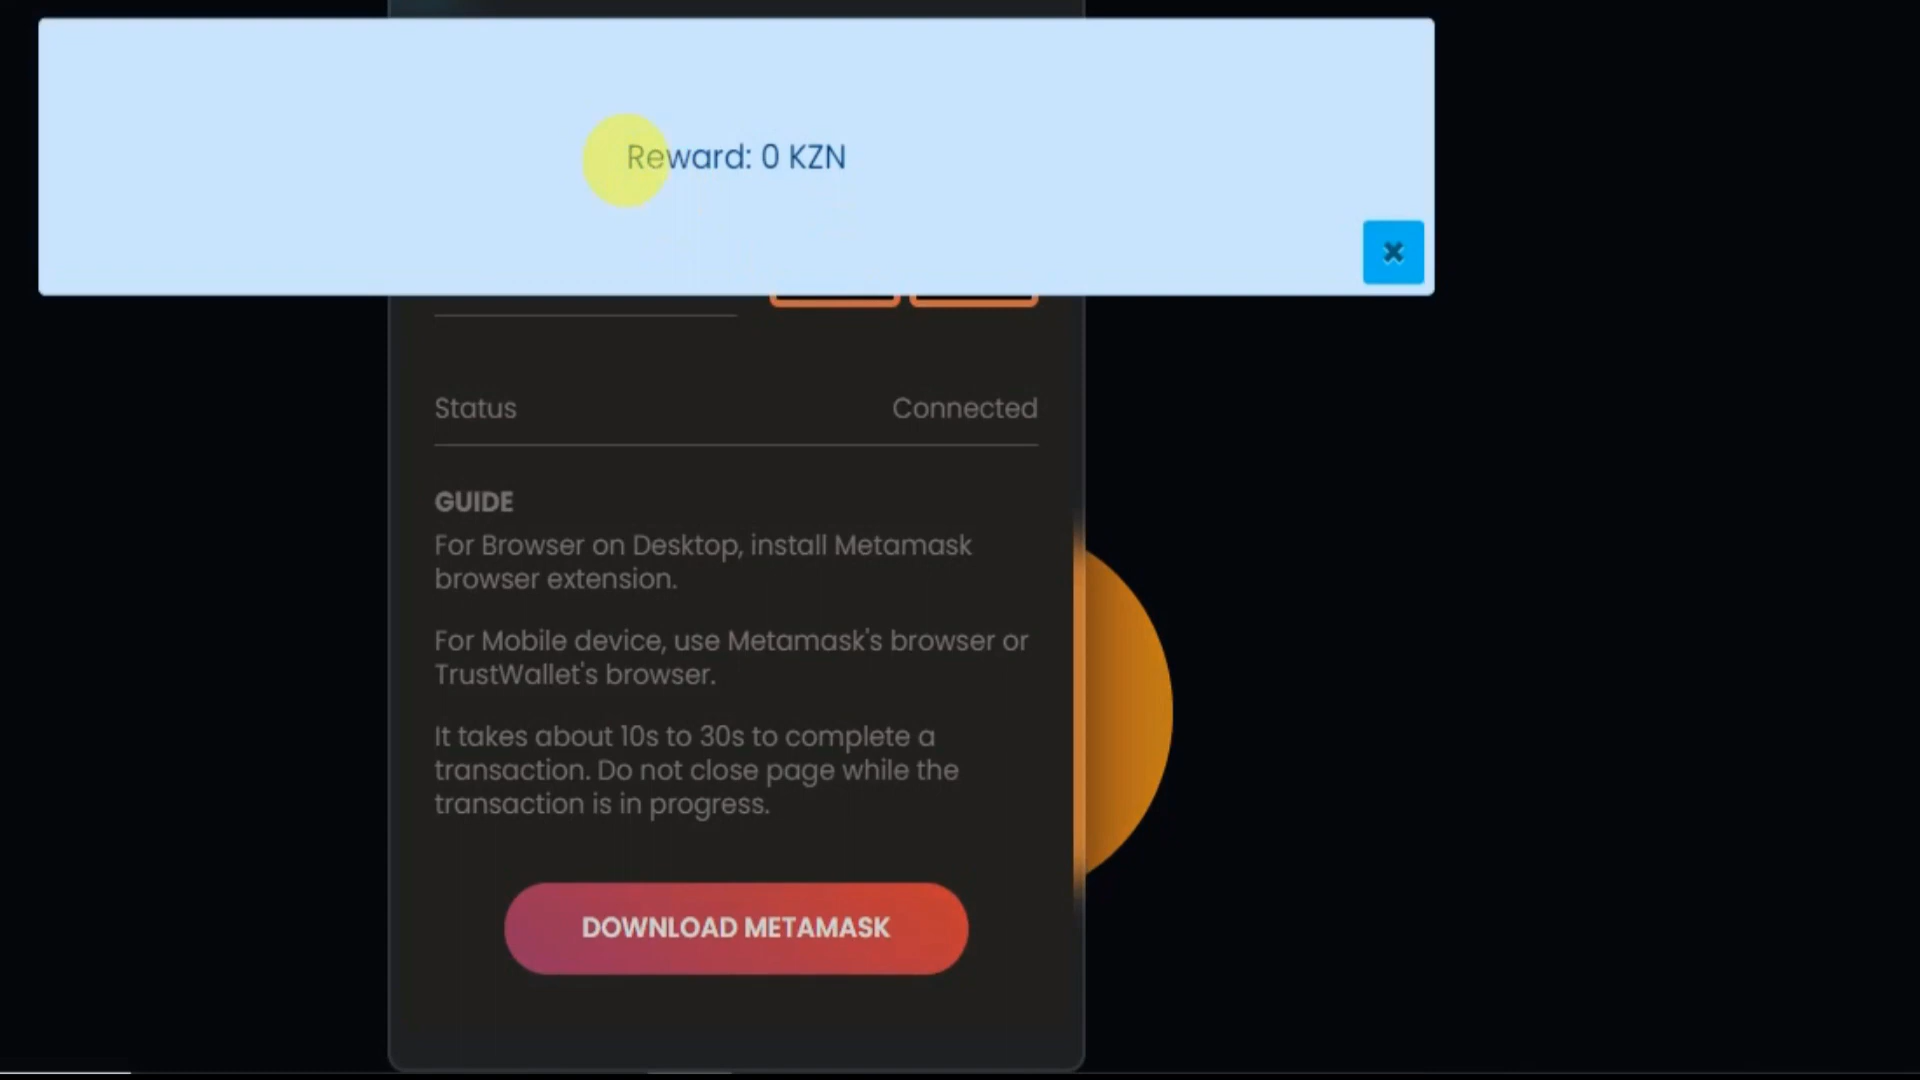 Reward: 0 KZN
Status
Connected
GUIDE
For Browser on Desktop, install Metamask
browser extension.
For Mobile device, use Metamask's browser or
TrustWallet's browser.
It takes about 10s to 30s to complete a
transaction. Do not close page while the
transaction is in progress.
DOWNLOAD METAMASK